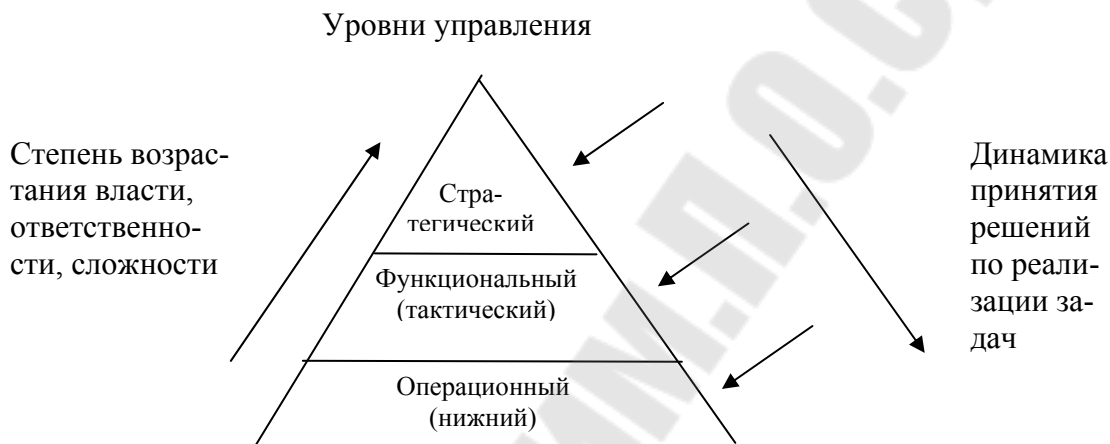 Уровни управления
Степень возрас-
тания власти,
ответственно-
сти, сложности
Стра-
тегический
Функциональный
(тактический)
Операционный
(нижний)
Динамика
принятия
решений
по реали-
зации за-
дач